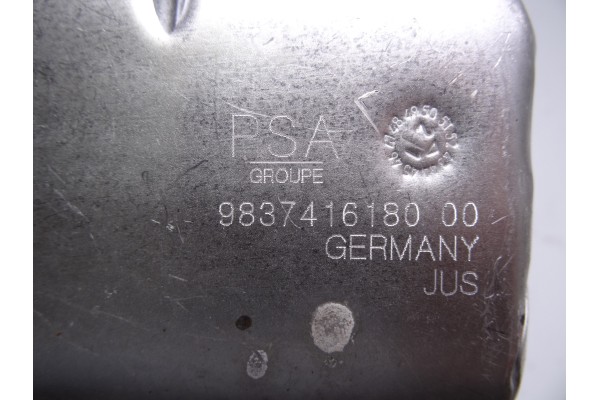 PSA
GROUPE
9837416180 00
GERMANY
JUS